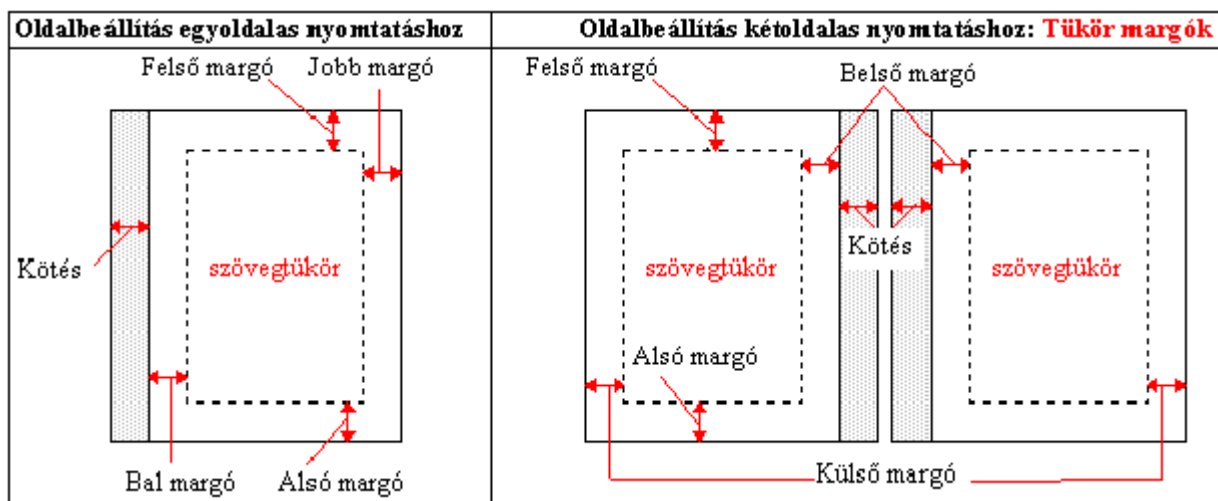 Oldalbeállítás egyoldalas nyomtatáshoz
Felső margó
Jobb margó
Kötés
szövegtükör
Bal margó
Alsó margó
Oldalbeállítás kétoldalas nyomtatáshoz: Tükör margók
Felső margó
Belső margó
Kötés
szövegtükör
szövegtükör
Alsó margó
Külső margó